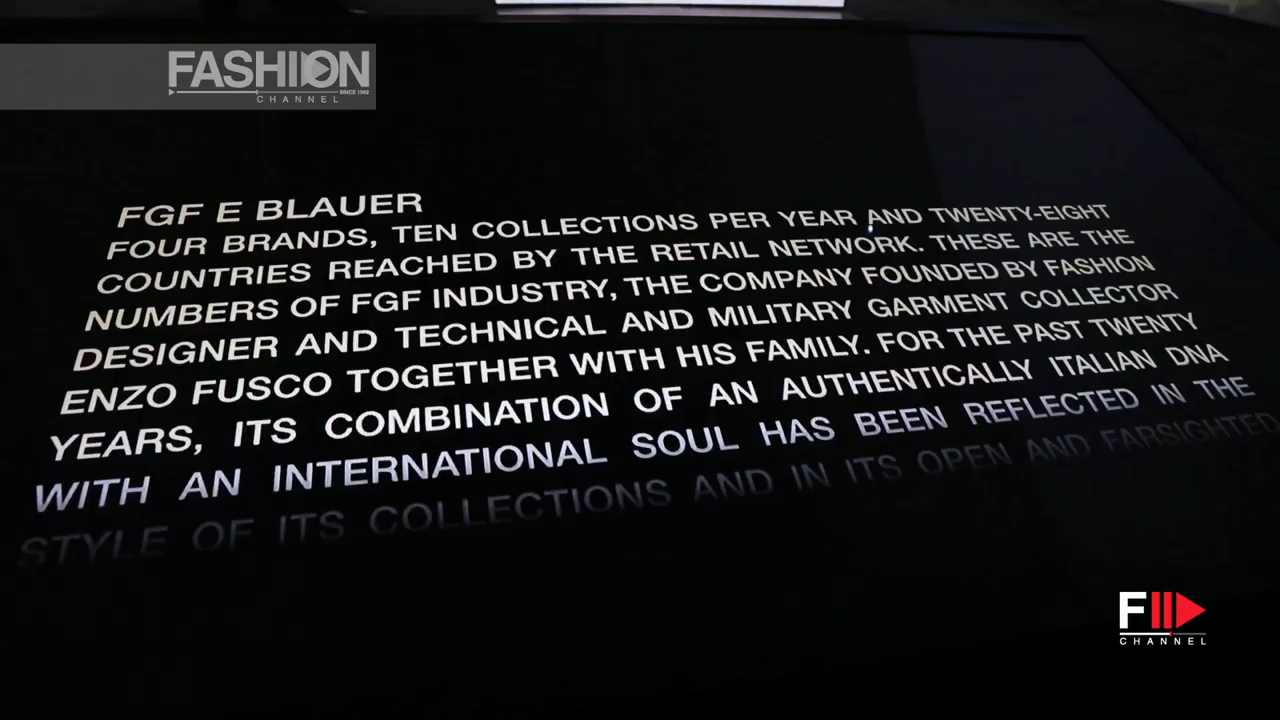 FASHION
SINCE 1982
CHANNEL
FGF E BLAUER
FOUR BRANDS, TEN COLLECTIONS PER YEAR AND TWENTY-EIGHT
COUNTRIES REACHED BY THE RETAIL NETWORK. THESE ARE THE
NUMBERS OF FGF INDUSTRY, THE COMPANY FOUNDED BY FASHION
DESIGNER AND TECHNICAL AND MILITARY GARMENT COLLECTOR
ENZO FUSCO TOGETHER WITH HIS FAMILY. FOR THE PAST TWENTY
YEARS, ITS COMBINATION OF AN AUTHENTICALLY ITALIAN DNA
WITH AN INTERNATIONAL SOUL HAS BEEN REFLECTED IN THE
STYLE OF ITS COLLECTIONS AND IN ITS OPEN AND FARSIGHTED
F
CHANNEL